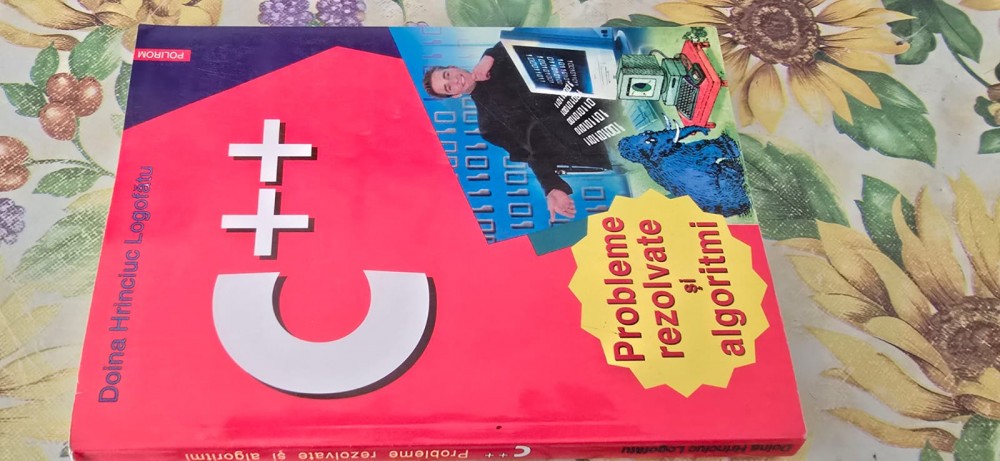 POLIROM
Doina Hrinciuc Logofătu
C++
Probleme
rezolvate
și
algoritmi
C++ Probleme rezolvate și algoritmi
Doina Hrinciuc Logofătu